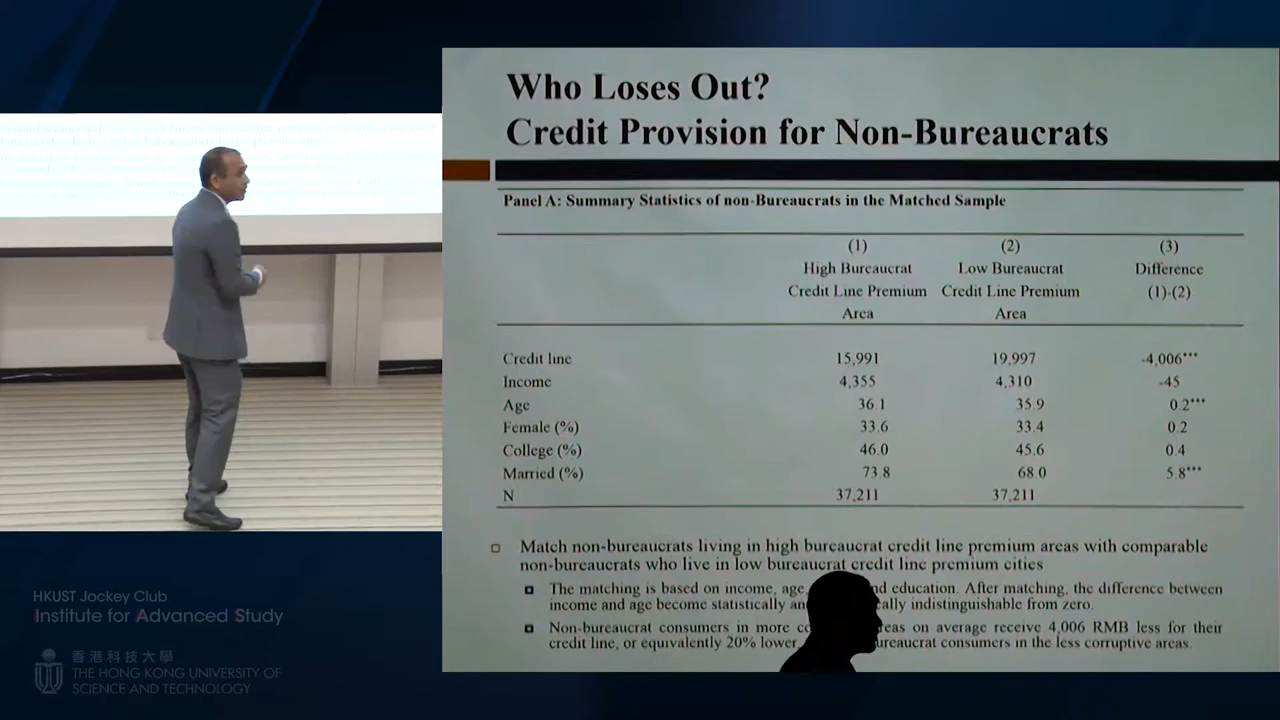 Who Loses Out?
Credit Provision for Non-Bureaucrats
Panel A: Summary Statistics of non-Bureaucrats in the Matched Sample
(1) (2) (3)
High Bureaucrat Low Bureaucrat Difference
Credit Line Premium Credit Line Premium (1)-(2)
Area Area
Credit line 15,991 19,997 -4,006***
Income 4,355 4,310 -45
Age 36.1 35.9 0.2***
Female (%) 33.6 33.4 0.2
College (%) 46.0 45.6 0.4
Married (%) 73.8 68.0 5.8***
N 37,211 37,211
Match non-bureaucrats living in high bureaucrat credit line premium areas with comparable
non-bureaucrats who live in low bureaucrat credit line premium cities
The matching is based on income, age, and education. After matching, the difference between
income and age become statistically indistinguishable from zero.
Non-bureaucrat consumers in more on average receive 4,006 RMB less for their
credit line, or equivalently 20% lower, consumers in the less corruptive areas.
HKUST Jockey Club
Institute for Advanced Study
香港科技大學
THE HONG KONG UNIVERSITY OF
SCIENCE AND TECHNOLOGY